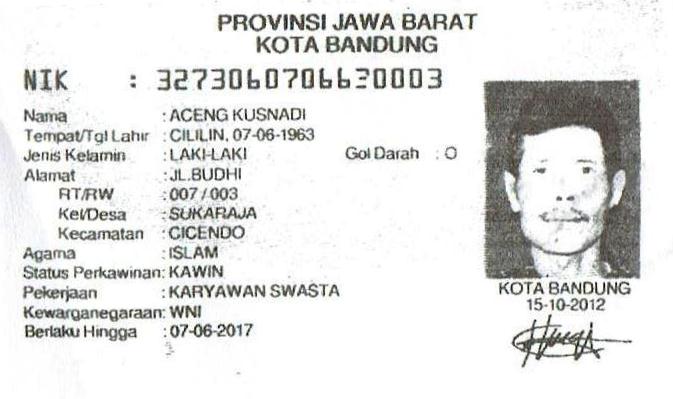 PROVINSI JAWA BARAT
KOTA BANDUNG
NIK : 3273060706630003
Nama : ACENG KUSNADI
Tempat/Tgl Lahir : CILILIN, 07-06-1963
Jenis Kelamin : LAKI-LAKI Gol Darah : O
Alamat : JL.BUDHI
RT/RW : 007 / 003
Kel/Desa : SUKARAJA
Kecamatan : CICENDO
Agama : ISLAM
Status Perkawinan: KAWIN
Pekerjaan : KARYAWAN SWASTA
Kewarganegaraan: WNI
Berlaku Hingga : 07-06-2017
KOTA BANDUNG
15-10-2012